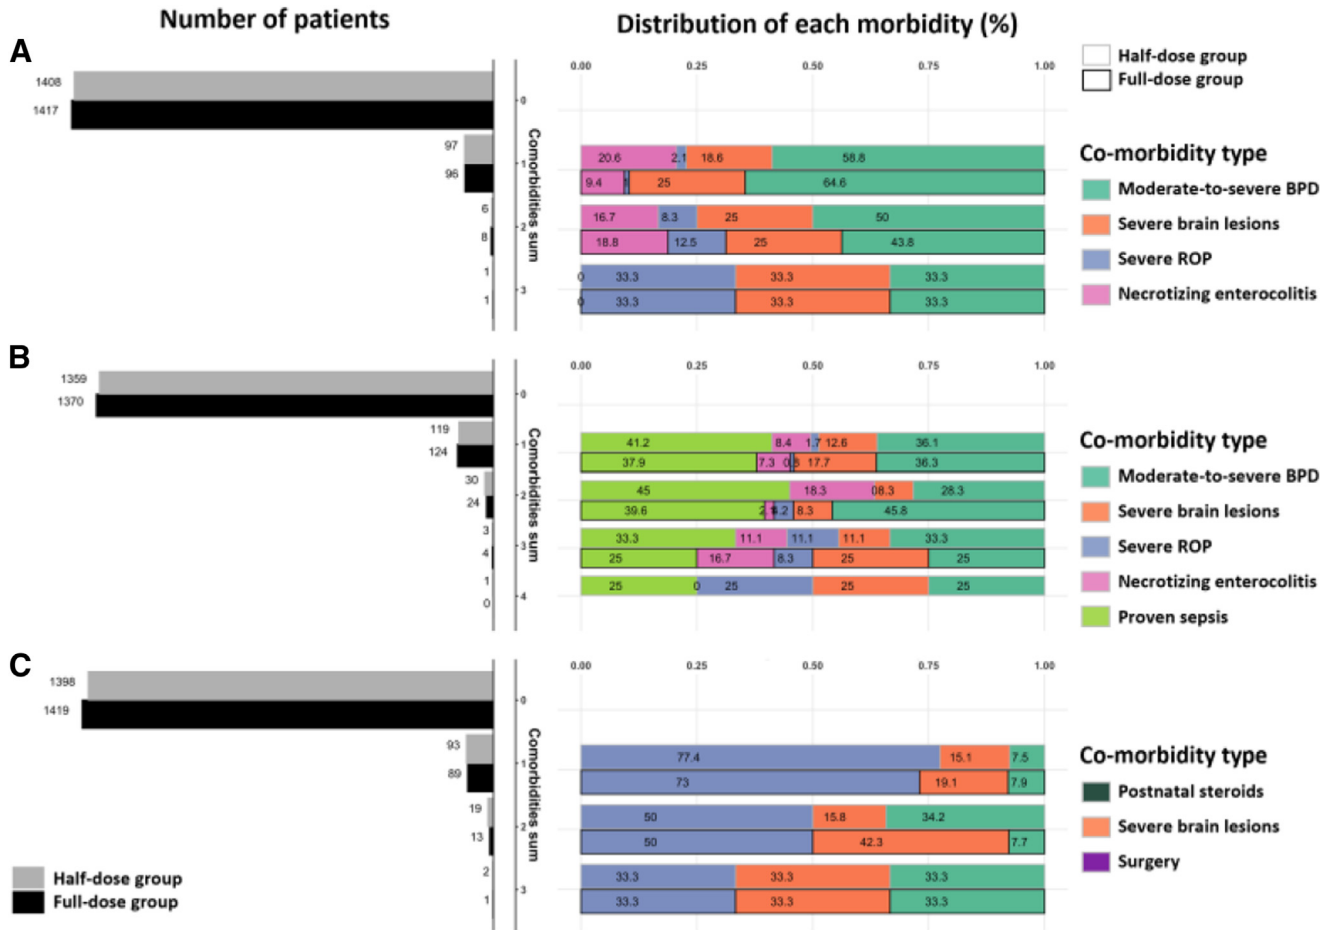 Number of patients
Distribution of each morbidity (%)
A
1408
1417
97
96
6
8
1
1
0
1
2
3
Comorbidities sum
0.00 0.25 0.50 0.75 1.00
20.6 2.1 18.6 58.8
9.4 1 25 64.6
16.7 8.3 25 50
18.8 12.5 25 43.8
0 33.3 33.3 33.3
0 33.3 33.3 33.3
Half-dose group
Full-dose group
Co-morbidity type
Moderate-to-severe BPD
Severe brain lesions
Severe ROP
Necrotizing enterocolitis
B
1359
1370
119
124
30
24
3
4
1
0
0
1
2
3
4
Comorbidities sum
0.00 0.25 0.50 0.75 1.00
41.2 8.4 1.7 12.6 36.1
37.9 7.3 0.8 17.7 36.3
45 18.3 0 8.3 28.3
39.6 2.1 4.2 8.3 45.8
33.3 11.1 11.1 11.1 33.3
25 16.7 8.3 25 25
25 0 25 25 25
Co-morbidity type
Moderate-to-severe BPD
Severe brain lesions
Severe ROP
Necrotizing enterocolitis
Proven sepsis
C
1398
1419
93
89
19
13
2
1
0
1
2
3
Comorbidities sum
0.00 0.25 0.50 0.75 1.00
77.4 15.1 7.5
73 19.1 7.9
50 15.8 34.2
50 42.3 7.7
33.3 33.3 33.3
33.3 33.3 33.3
Co-morbidity type
Postnatal steroids
Severe brain lesions
Surgery
Half-dose group
Full-dose group